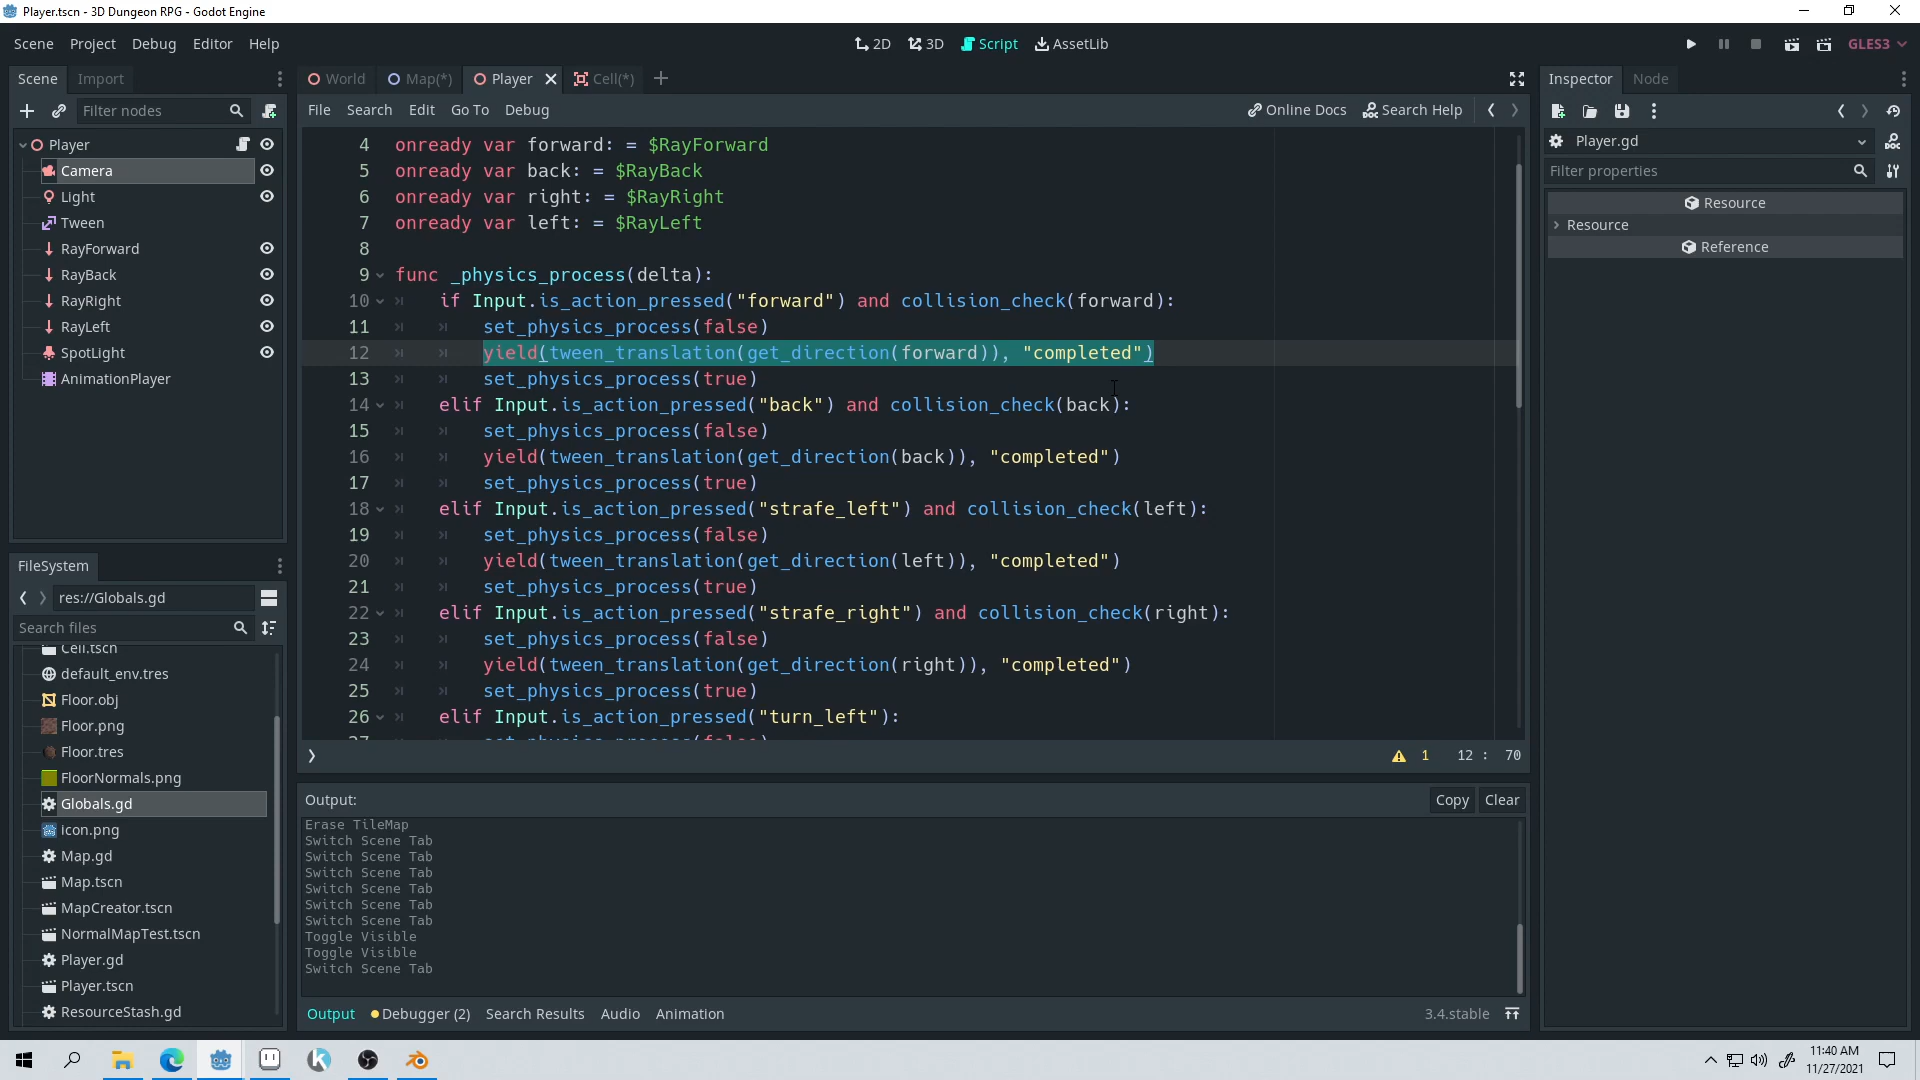 Player.tscn - 3D Dungeon RPG - Godot Engine
Scene Project Debug Editor Help
2D 3D Script AssetLib
GLES3
Scene Import
World Map(*) Player Cell(*)
Inspector Node
Filter nodes
File Search Edit Go To Debug
Online Docs Search Help
Player.gd
Filter properties
Resource
Resource
Reference
Player
Camera
Light
Tween
RayForward
RayBack
RayRight
RayLeft
SpotLight
AnimationPlayer
4 onready var forward: = $RayForward
5 onready var back: = $RayBack
6 onready var right: = $RayRight
7 onready var left: = $RayLeft
8
9 func _physics_process(delta):
10 if Input.is_action_pressed("forward") and collision_check(forward):
11 set_physics_process(false)
12 yield(tween_translation(get_direction(forward)), "completed")
13 set_physics_process(true)
14 elif Input.is_action_pressed("back") and collision_check(back):
15 set_physics_process(false)
16 yield(tween_translation(get_direction(back)), "completed")
17 set_physics_process(true)
18 elif Input.is_action_pressed("strafe_left") and collision_check(left):
19 set_physics_process(false)
20 yield(tween_translation(get_direction(left)), "completed")
21 set_physics_process(true)
22 elif Input.is_action_pressed("strafe_right") and collision_check(right):
23 set_physics_process(false)
24 yield(tween_translation(get_direction(right)), "completed")
25 set_physics_process(true)
26 elif Input.is_action_pressed("turn_left"):
27 set_physics_process(false)
1 12 : 70
FileSystem
res://Globals.gd
Search files
Cell.tscn
default_env.tres
Floor.obj
Floor.png
Floor.tres
FloorNormals.png
Globals.gd
icon.png
Map.gd
Map.tscn
MapCreator.tscn
NormalMapTest.tscn
Player.gd
Player.tscn
ResourceStash.gd
Output:
Copy Clear
Erase TileMap
Switch Scene Tab
Switch Scene Tab
Switch Scene Tab
Switch Scene Tab
Switch Scene Tab
Switch Scene Tab
Toggle Visible
Toggle Visible
Switch Scene Tab
Output Debugger (2) Search Results Audio Animation
3.4.stable
11:40 AM
11/27/2021